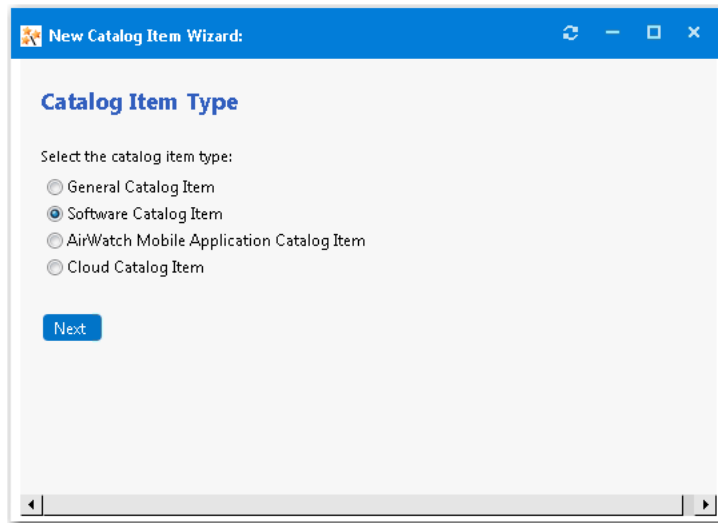 New Catalog Item Wizard:
Catalog Item Type
Select the catalog item type:
General Catalog Item
Software Catalog Item
AirWatch Mobile Application Catalog Item
Cloud Catalog Item
Next